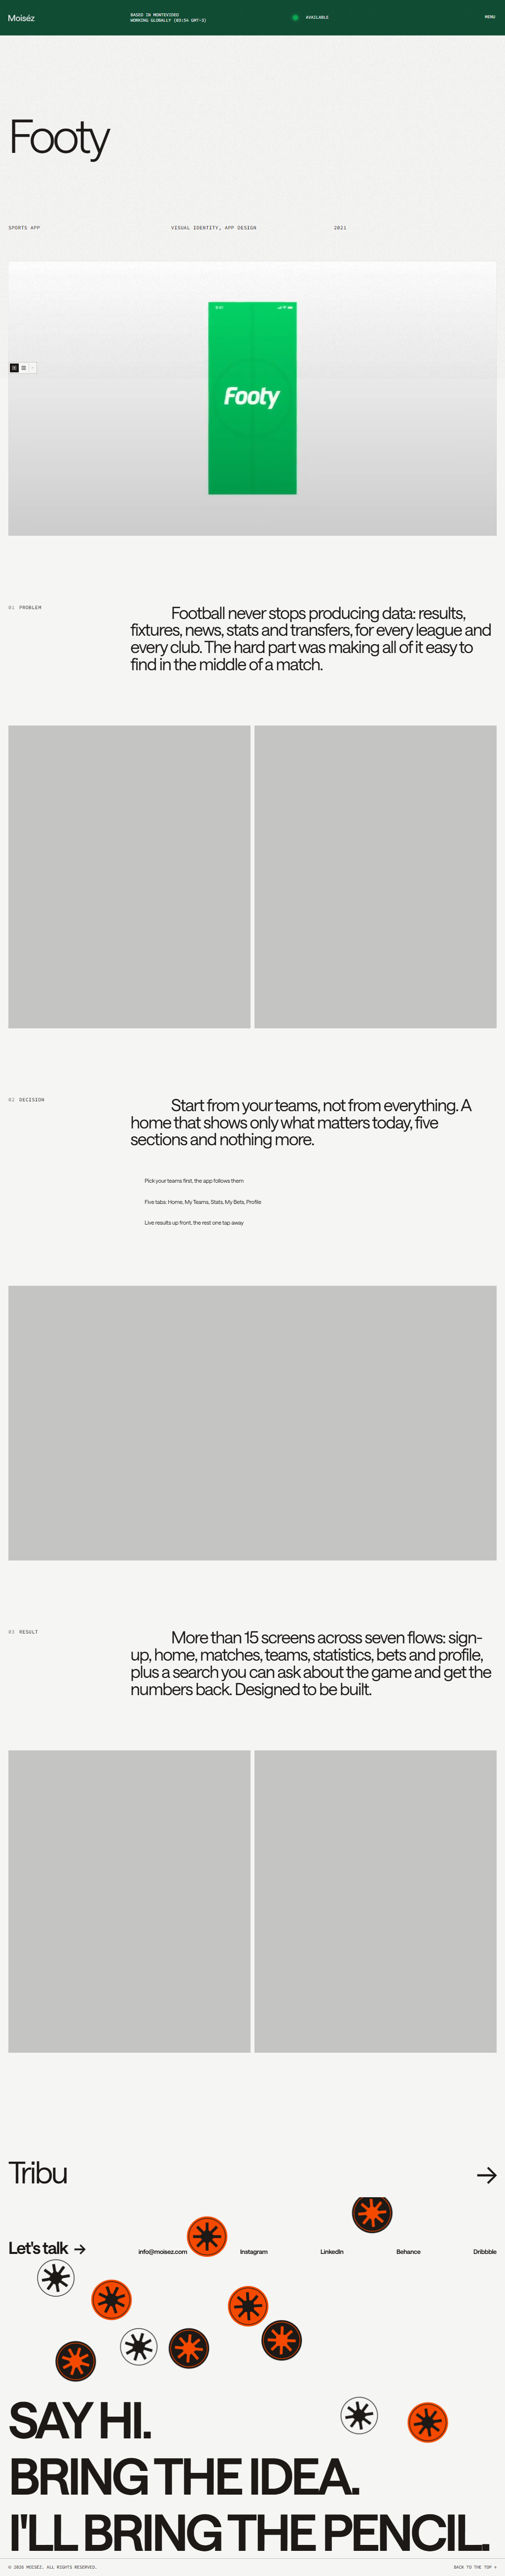 Moiséz
BASED IN MONTEVIDEO
WORKING GLOBALLY (03:54 GMT-3)
AVAILABLE
MENU
Footy
SPORTS APP
VISUAL IDENTITY, APP DESIGN
2021
9:41
Footy
01 PROBLEM
Football never stops producing data: results,
fixtures, news, stats and transfers, for every league and
every club. The hard part was making all of it easy to
find in the middle of a match.
02 DECISION
Start from your teams, not from everything. A
home that shows only what matters today, five
sections and nothing more.
Pick your teams first, the app follows them
Five tabs: Home, My Teams, Stats, My Bets, Profile
Live results up front, the rest one tap away
03 RESULT
More than 15 screens across seven flows: sign-
up, home, matches, teams, statistics, bets and profile,
plus a search you can ask about the game and get the
numbers back. Designed to be built.
Tribu →
Let's talk →
info@moisez.com
Instagram
LinkedIn
Behance
Dribbble
SAY HI.
BRING THE IDEA.
I'LL BRING THE PENCIL.
© 2026 MOISÉZ. ALL RIGHTS RESERVED.
BACK TO THE TOP ↑